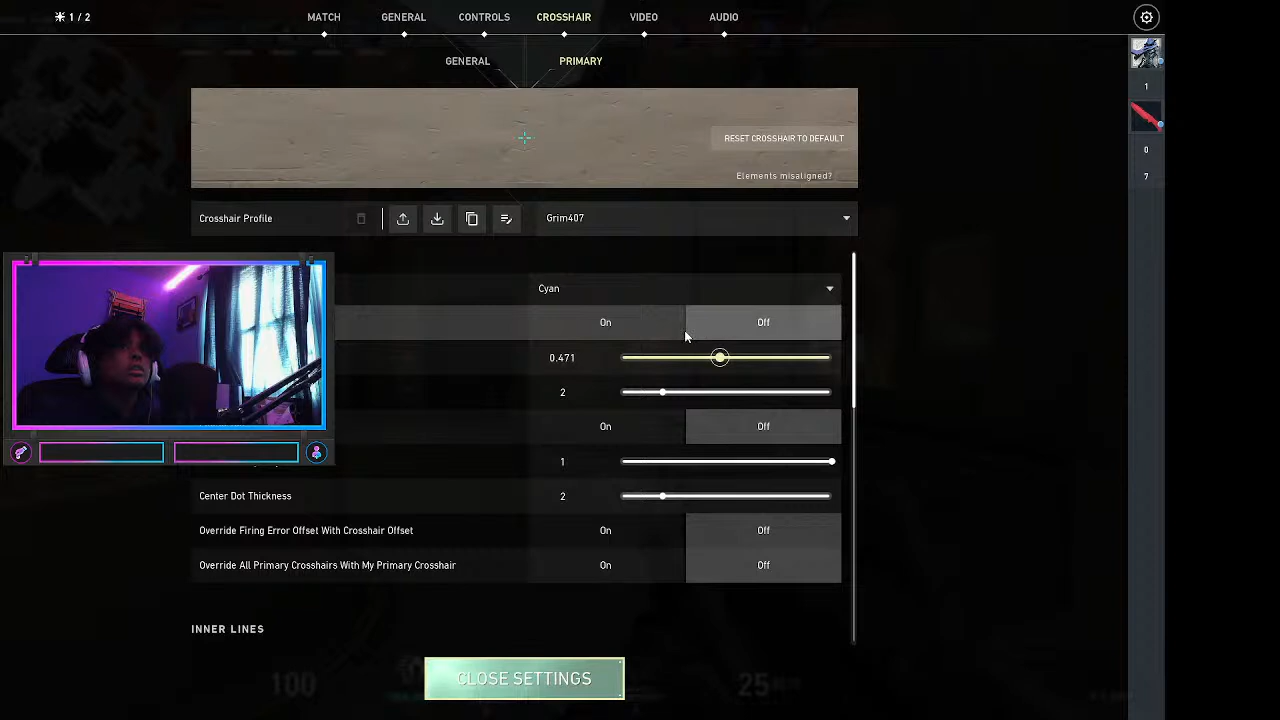 1 / 2
MATCH GENERAL CONTROLS CROSSHAIR VIDEO AUDIO
GENERAL PRIMARY
RESET CROSSHAIR TO DEFAULT
Elements misaligned?
Crosshair Profile Grim407
1
0
7
Cyan
On Off
0.471
2
On Off
1
Center Dot Thickness 2
Override Firing Error Offset With Crosshair Offset On Off
Override All Primary Crosshairs With My Primary Crosshair On Off
INNER LINES
CLOSE SETTINGS
100 25